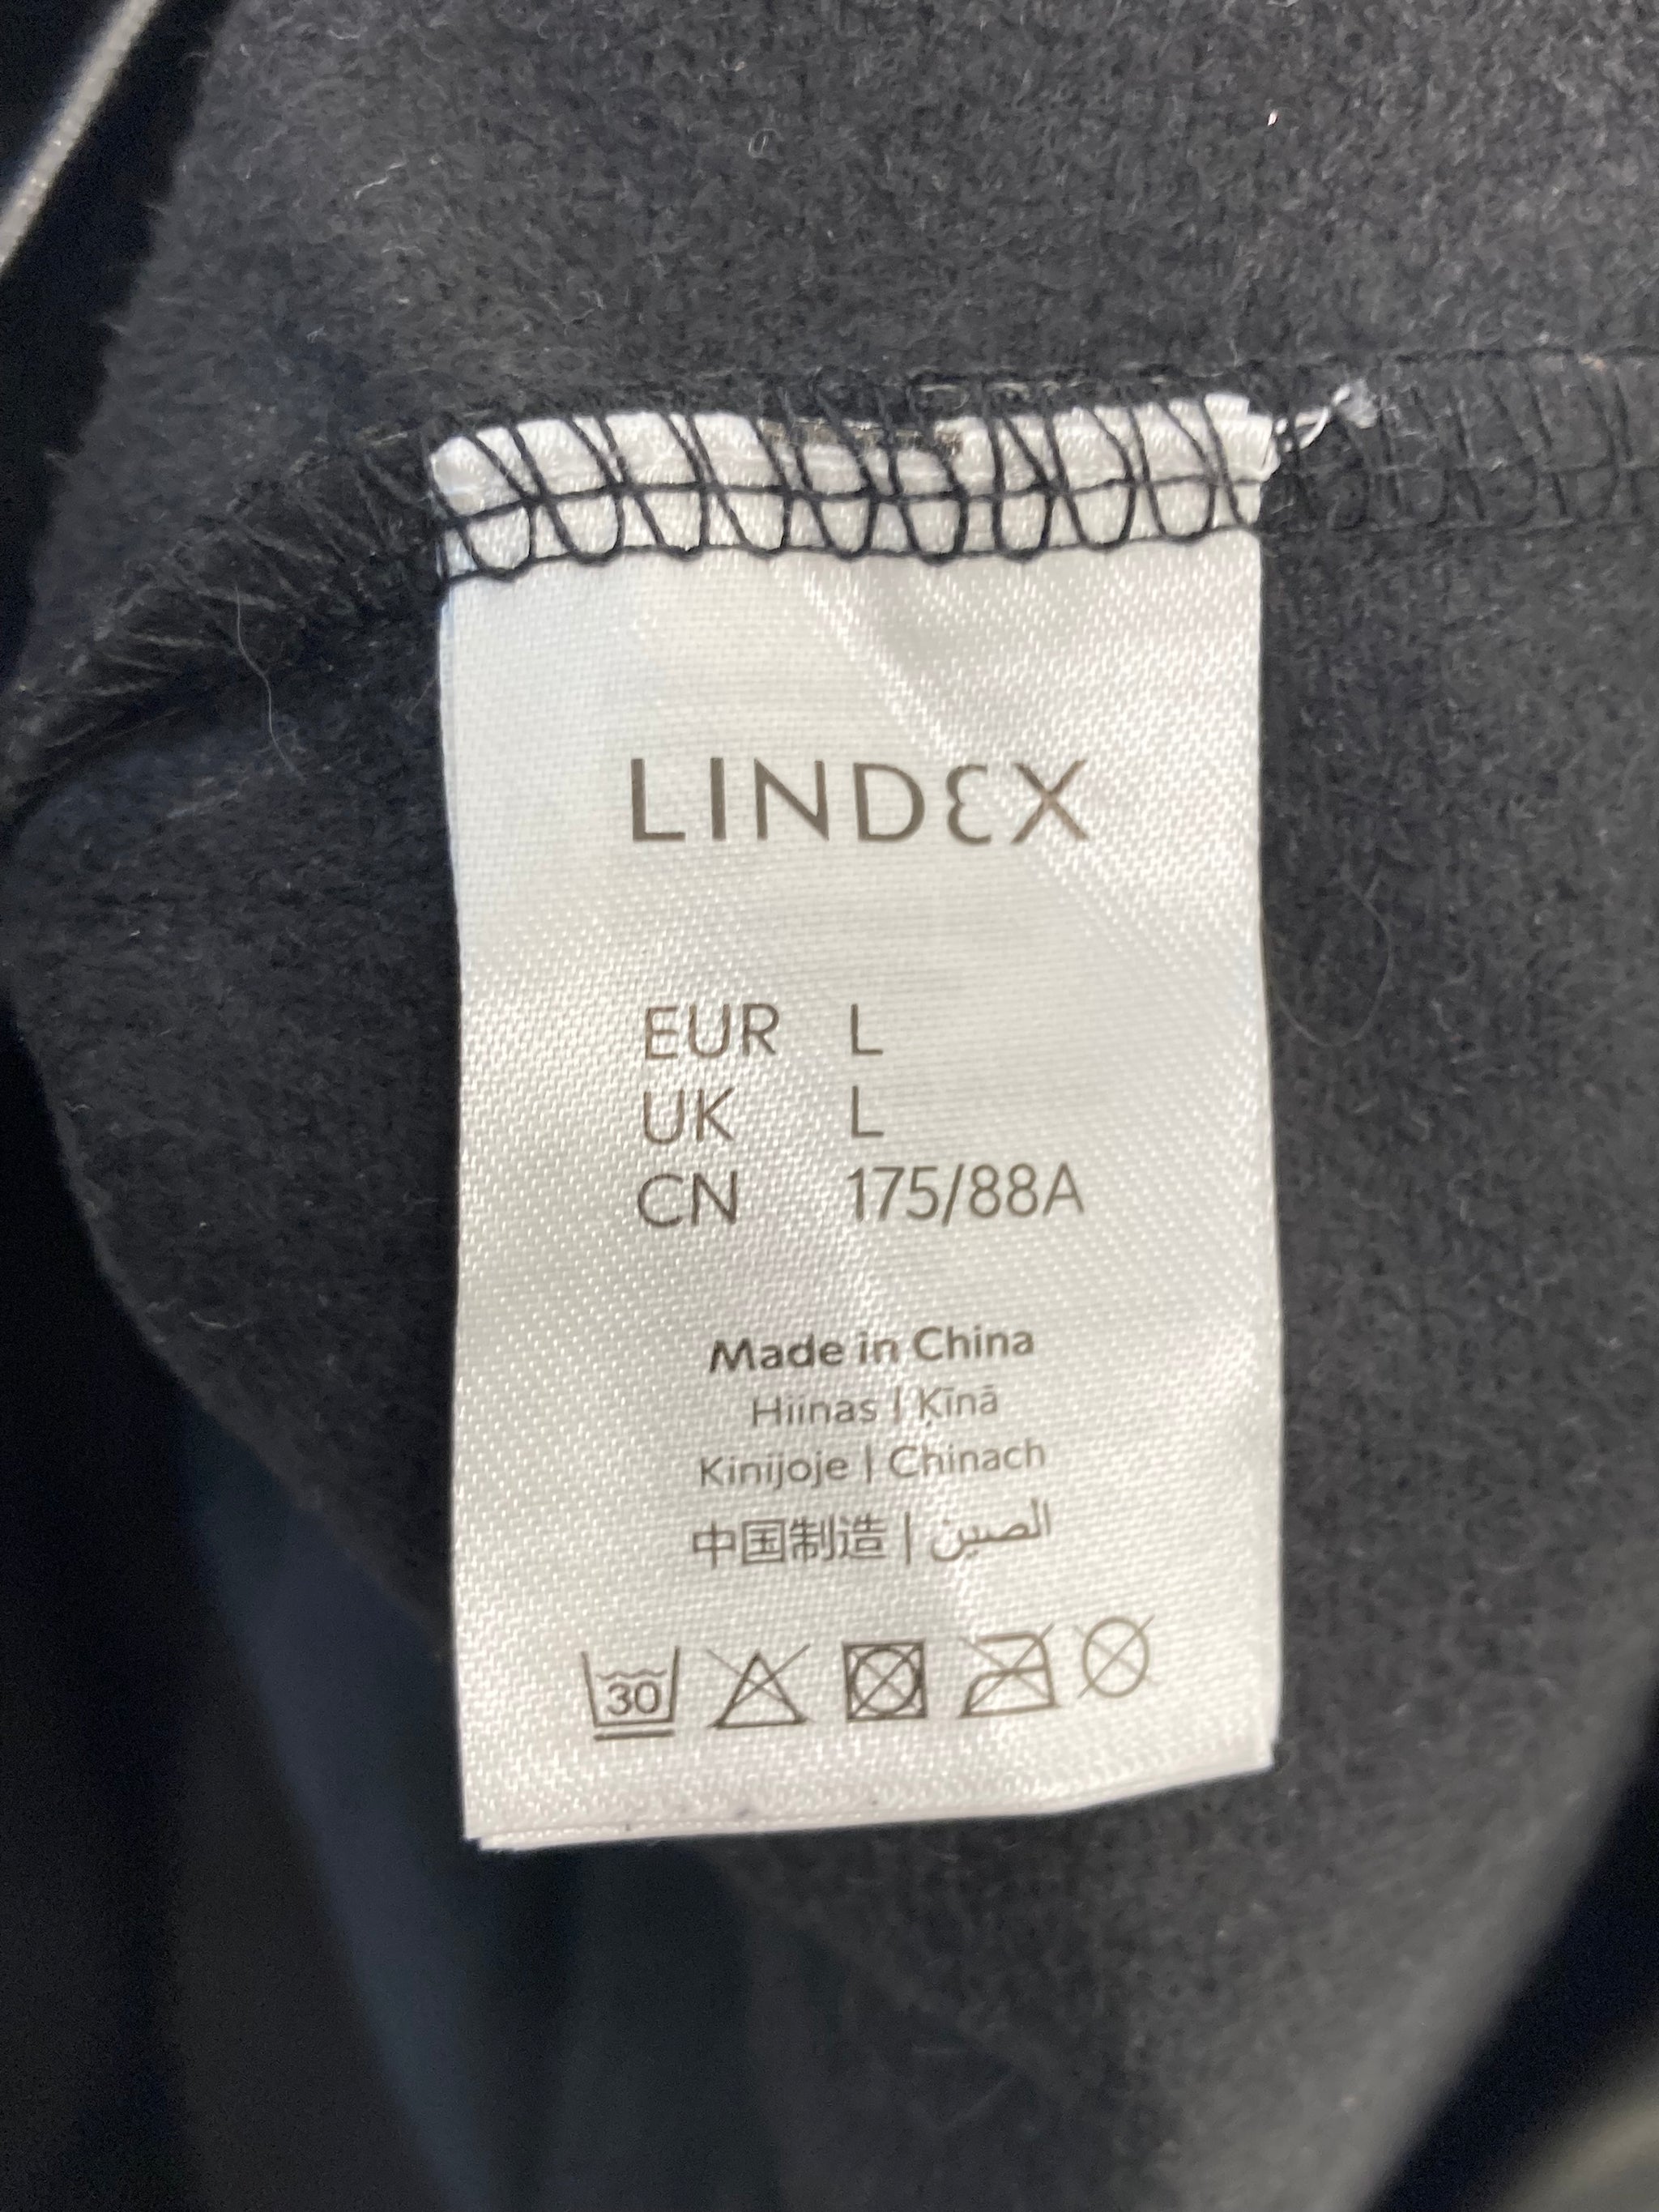 LINDEX
EUR L
UK L
CN 175/88A
Made in China
Hiinas | Ķīnā
Kinijoje | Chinach
中国制造 | الصين
30